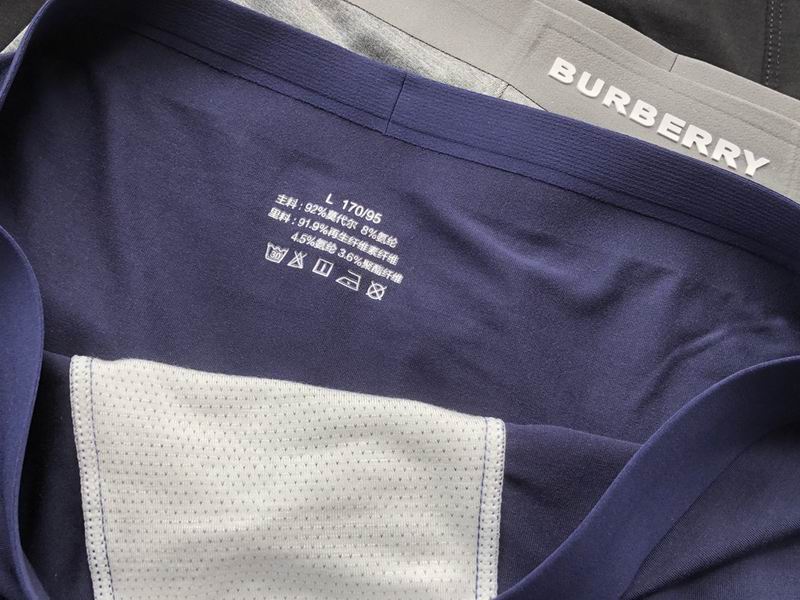 BURBERRY
L 170/95
主料：92%莫代尔 8%氨纶
里料：91.9%再生纤维素纤维
4.5%氨纶 3.6%聚酯纤维
30